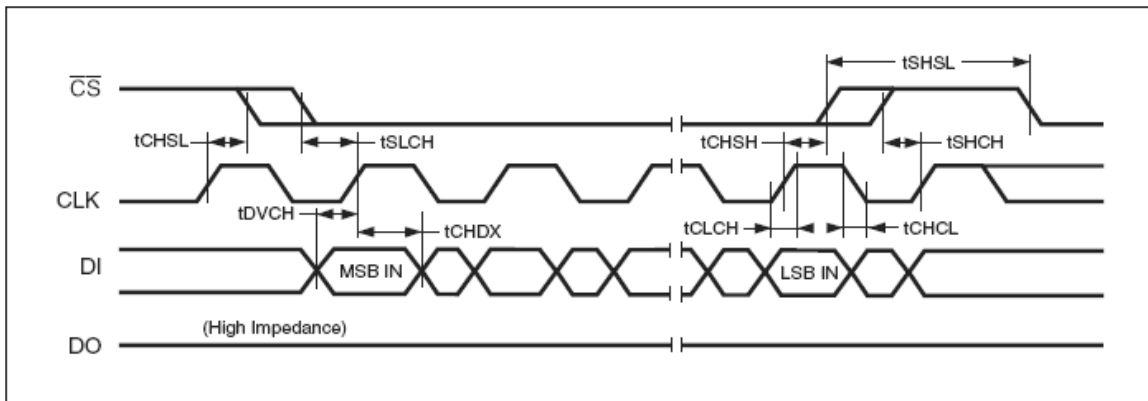 tSHSL
CS
tCHSL
tSLCH
tCHSH
tSHCH
CLK
tDVCH
tCHDX
tCLCH
tCHCL
DI
MSB IN
LSB IN
(High Impedance)
DO